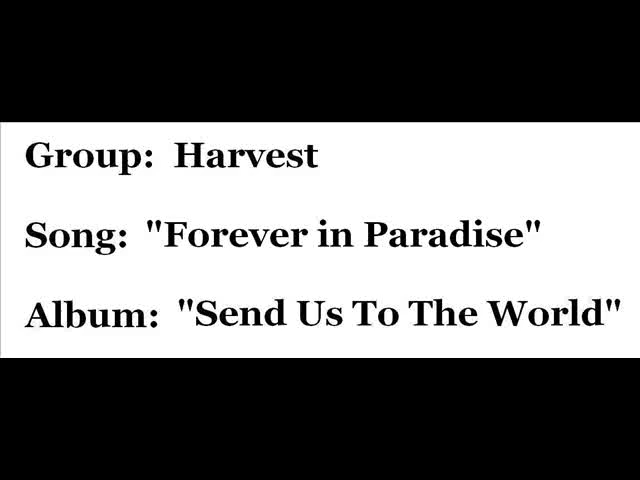 Group: Harvest
Song: "Forever in Paradise"
Album: "Send Us To The World"